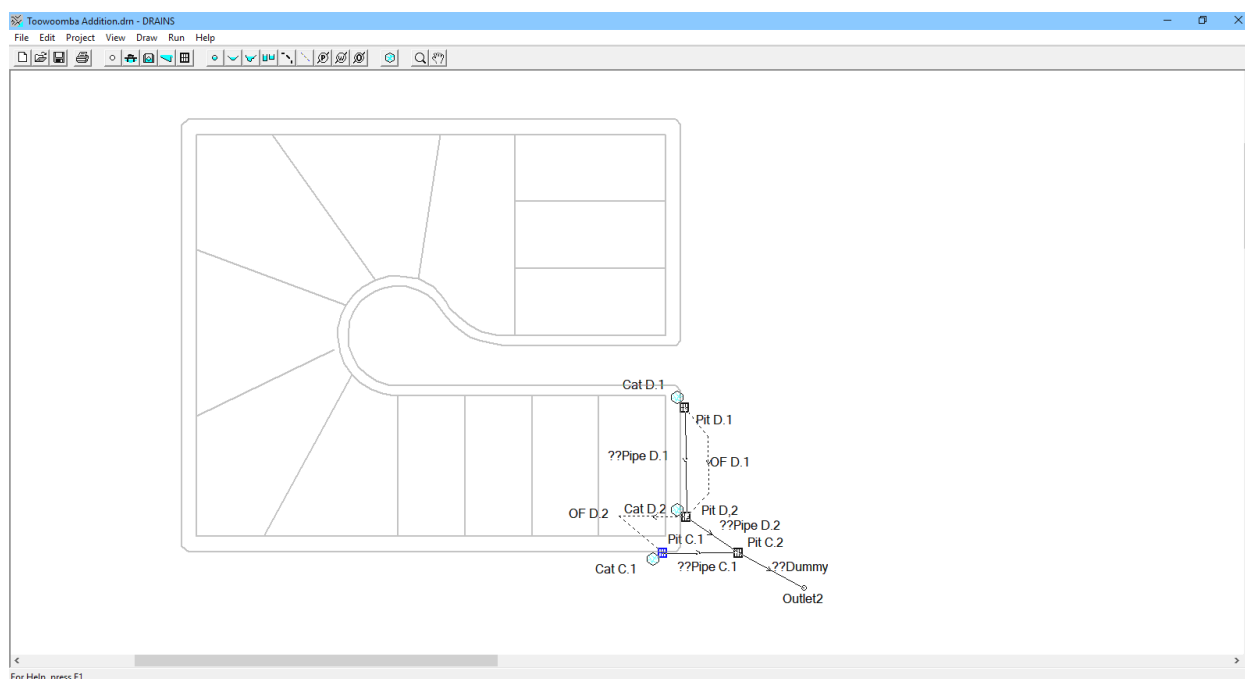 Toowoomba Addition.drn - DRAINS
File Edit Project View Draw Run Help
Cat D.1
Pit D.1
??Pipe D.1
OF D.1
Cat D.2
Pit D,2
OF D.2
??Pipe D.2
Pit C.1
Pit C.2
Cat C.1
??Pipe C.1
??Dummy
Outlet2
For Help, press F1